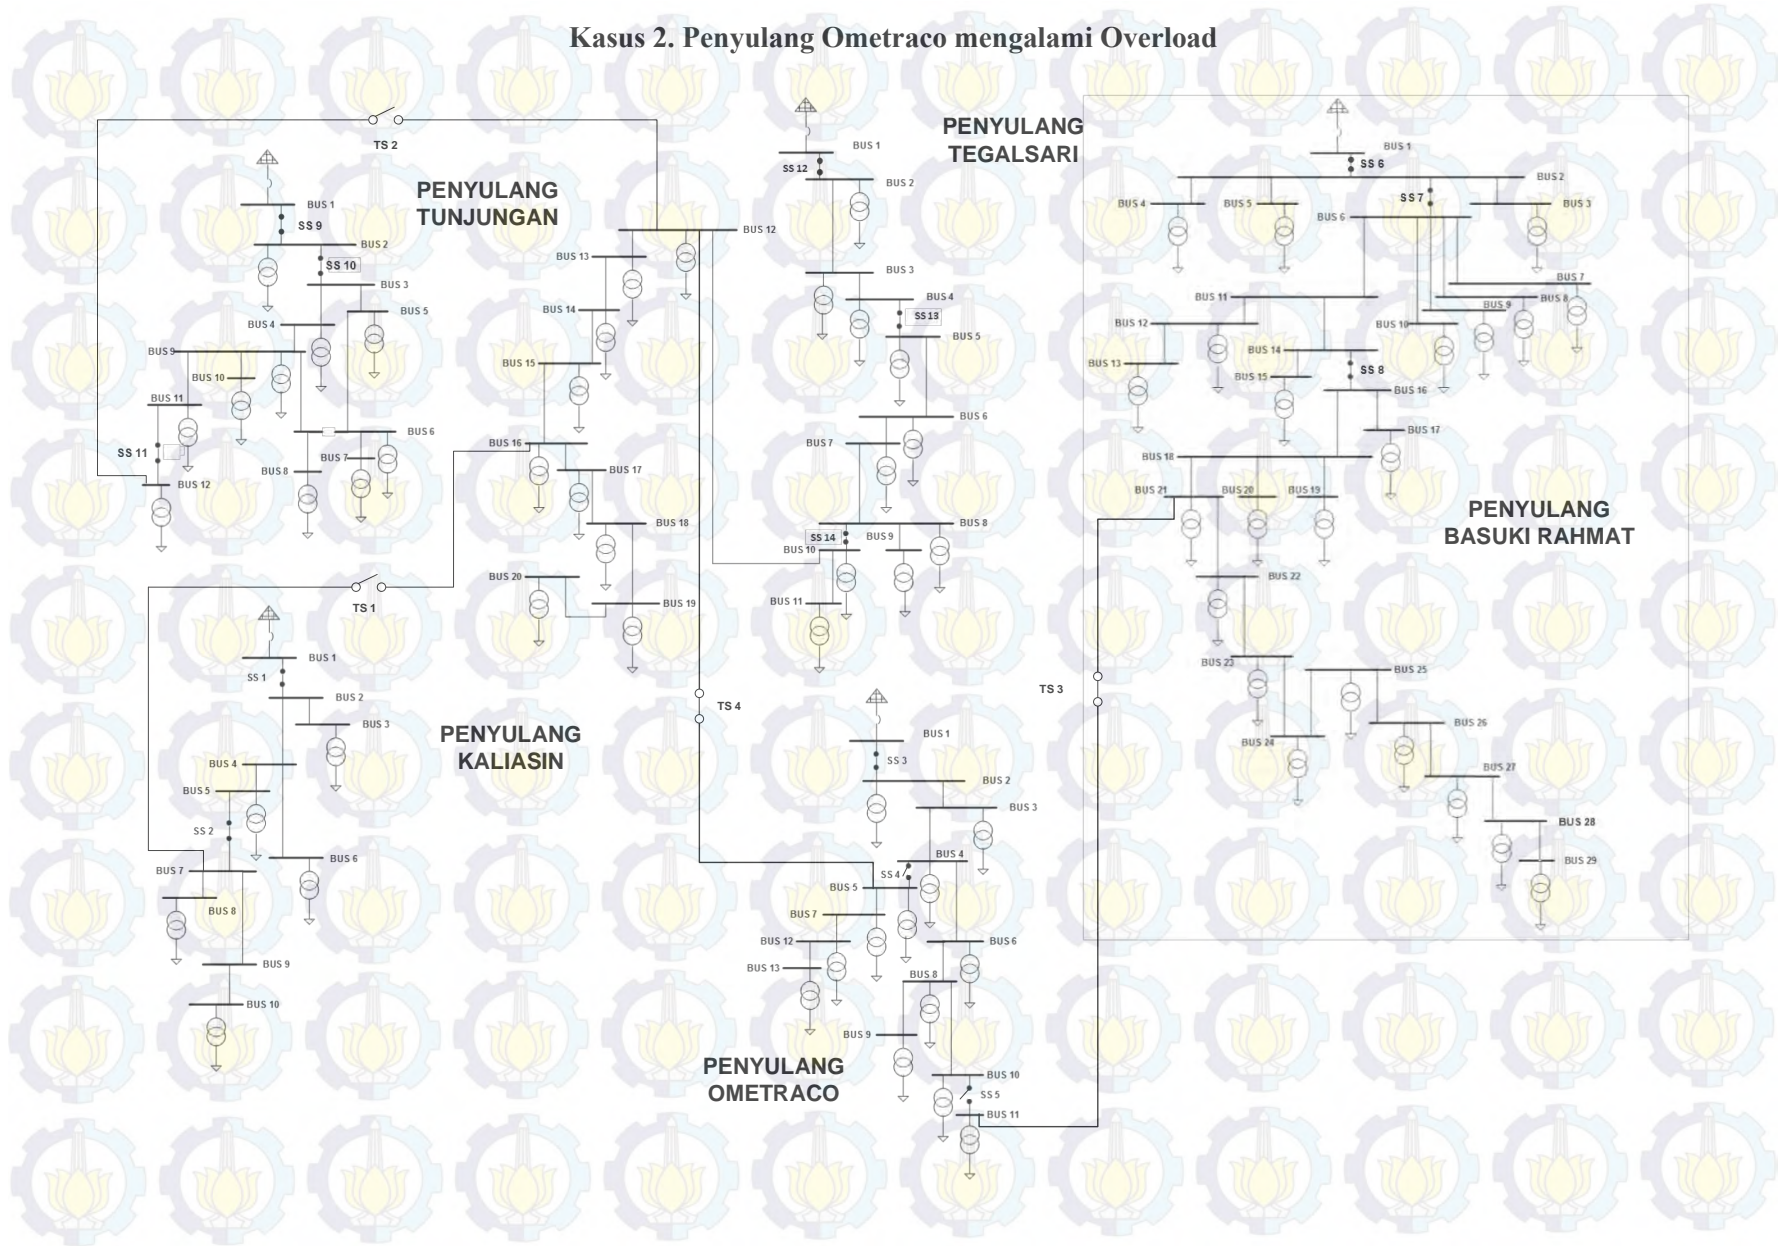 Kasus 2. Penyulang Ometraco mengalami Overload
TS 2
PENYULANG
TUNJUNGAN
BUS 1
SS 9
BUS 2
SS 10
BUS 3
BUS 4
BUS 5
BUS 9
BUS 10
BUS 11
BUS 6
SS 11
BUS 7
BUS 8
BUS 12
PENYULANG
TEGALSARI
BUS 1
SS 12
BUS 2
BUS 3
BUS 4
SS 13
BUS 5
BUS 6
BUS 7
BUS 8
SS 14
BUS 9
BUS 10
BUS 11
BUS 12
BUS 13
BUS 14
BUS 15
BUS 16
BUS 17
BUS 18
BUS 20
BUS 19
TS 1
PENYULANG
KALIASIN
BUS 1
SS 1
BUS 2
BUS 3
BUS 4
BUS 5
SS 2
BUS 6
BUS 7
BUS 8
BUS 9
BUS 10
TS 4
TS 3
PENYULANG
OMETRACO
BUS 1
SS 3
BUS 2
BUS 3
BUS 4
SS 4
BUS 5
BUS 7
BUS 12
BUS 6
BUS 13
BUS 8
BUS 9
BUS 10
SS 5
BUS 11
PENYULANG
BASUKI RAHMAT
BUS 1
SS 6
BUS 2
SS 7
BUS 4
BUS 5
BUS 3
BUS 6
BUS 7
BUS 8
BUS 9
BUS 10
BUS 11
BUS 12
BUS 13
BUS 14
SS 8
BUS 15
BUS 16
BUS 17
BUS 18
BUS 21
BUS 20
BUS 19
BUS 22
BUS 23
BUS 25
BUS 24
BUS 26
BUS 27
BUS 28
BUS 29